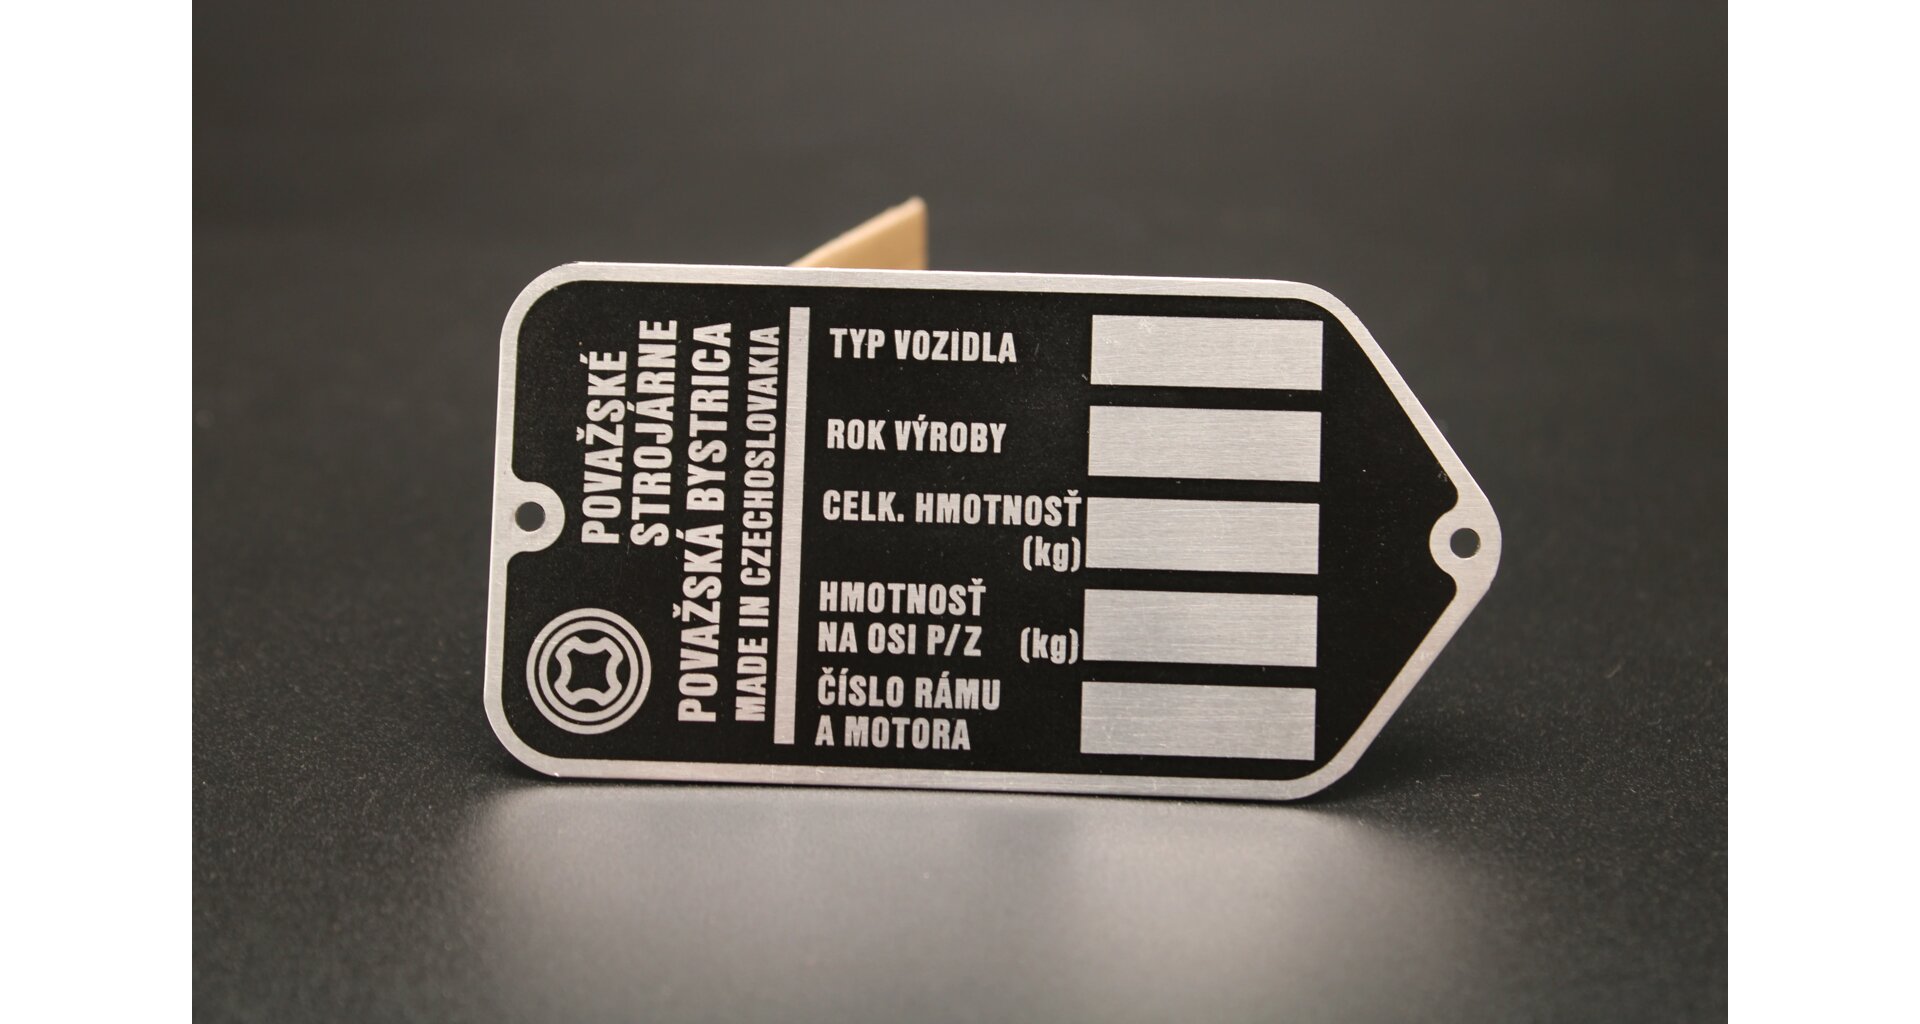 POVAŽSKÉ
STROJÁRNE
POVAŽSKÁ BYSTRICA
MADE IN CZECHOSLOVAKIA
TYP VOZIDLA
ROK VÝROBY
CELK. HMOTNOSŤ
(kg)
HMOTNOSŤ
NA OSI P/Z (kg)
ČÍSLO RÁMU
A MOTORA